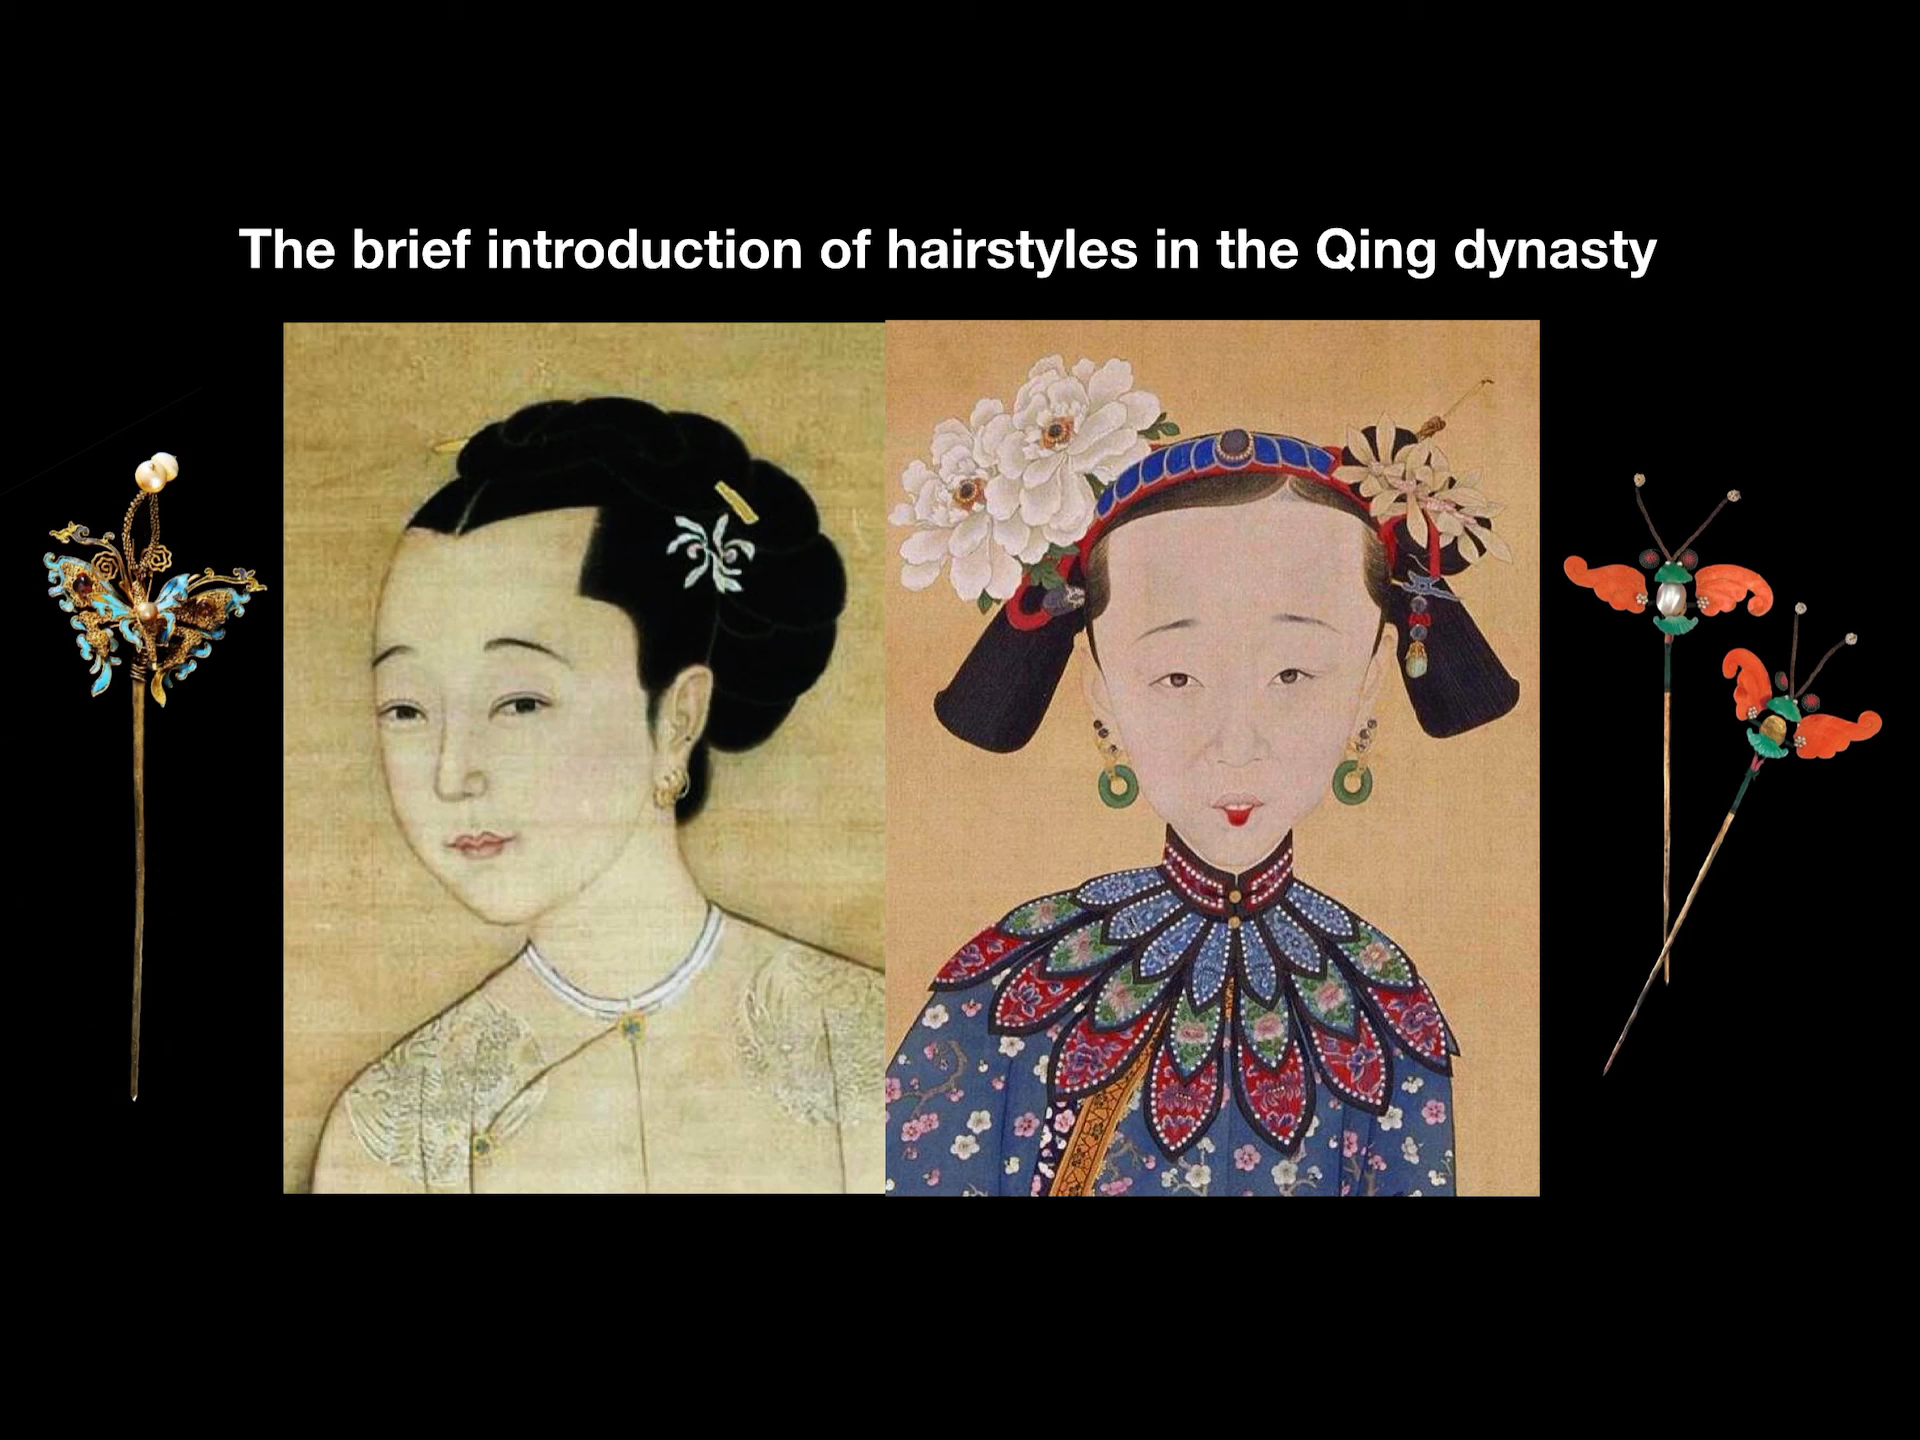 The brief introduction of hairstyles in the Qing dynasty